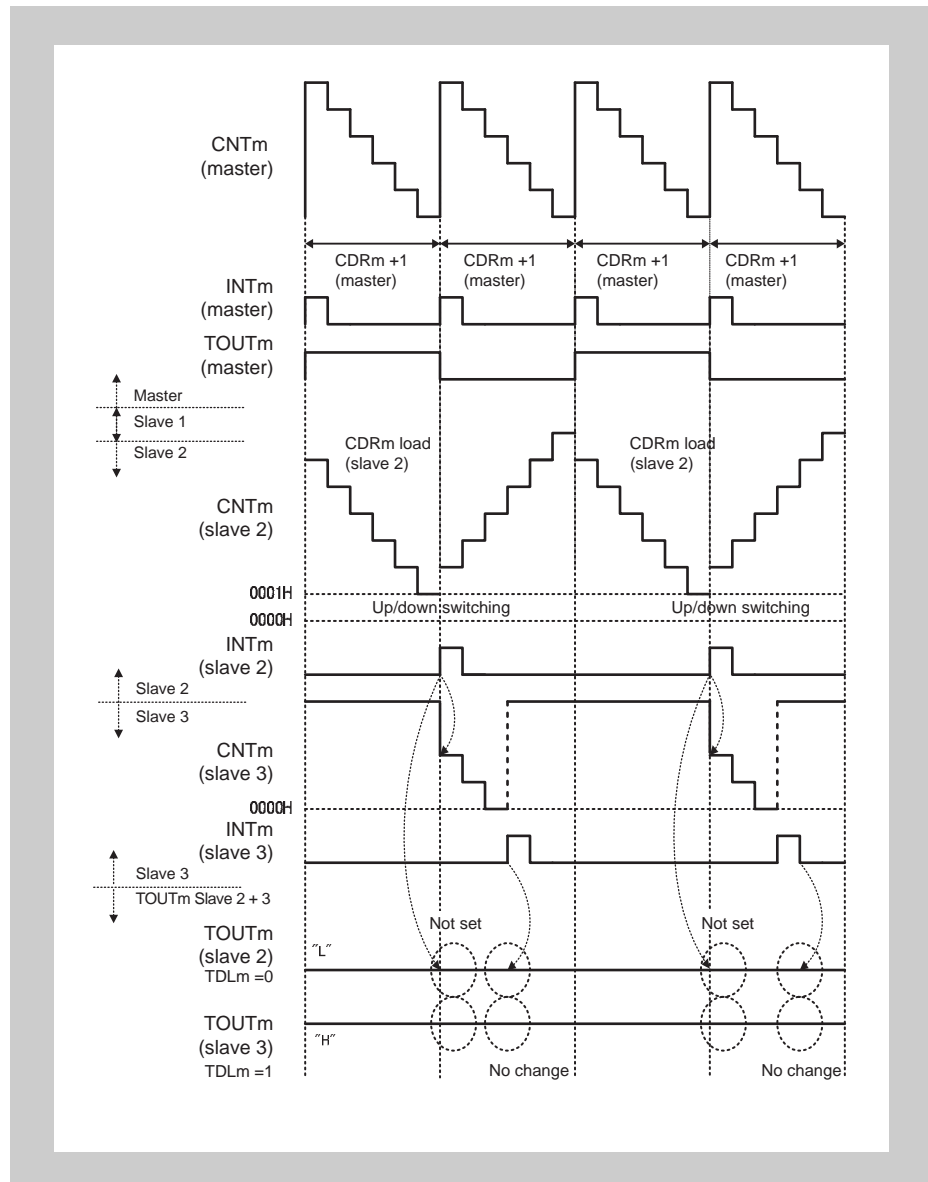 CNTm
(master)
CDRm +1
(master)
CDRm +1
(master)
CDRm +1
(master)
CDRm +1
(master)
INTm
(master)
TOUTm
(master)
Master
Slave 1
Slave 2
CDRm load
(slave 2)
CDRm load
(slave 2)
CNTm
(slave 2)
0001H
Up/down switching
Up/down switching
0000H
INTm
(slave 2)
Slave 2
Slave 3
CNTm
(slave 3)
0000H
INTm
(slave 3)
Slave 3
TOUTm Slave 2 + 3
Not set
Not set
TOUTm
(slave 2)
TDLm =0
"L"
TOUTm
(slave 3)
TDLm =1
"H"
No change
No change